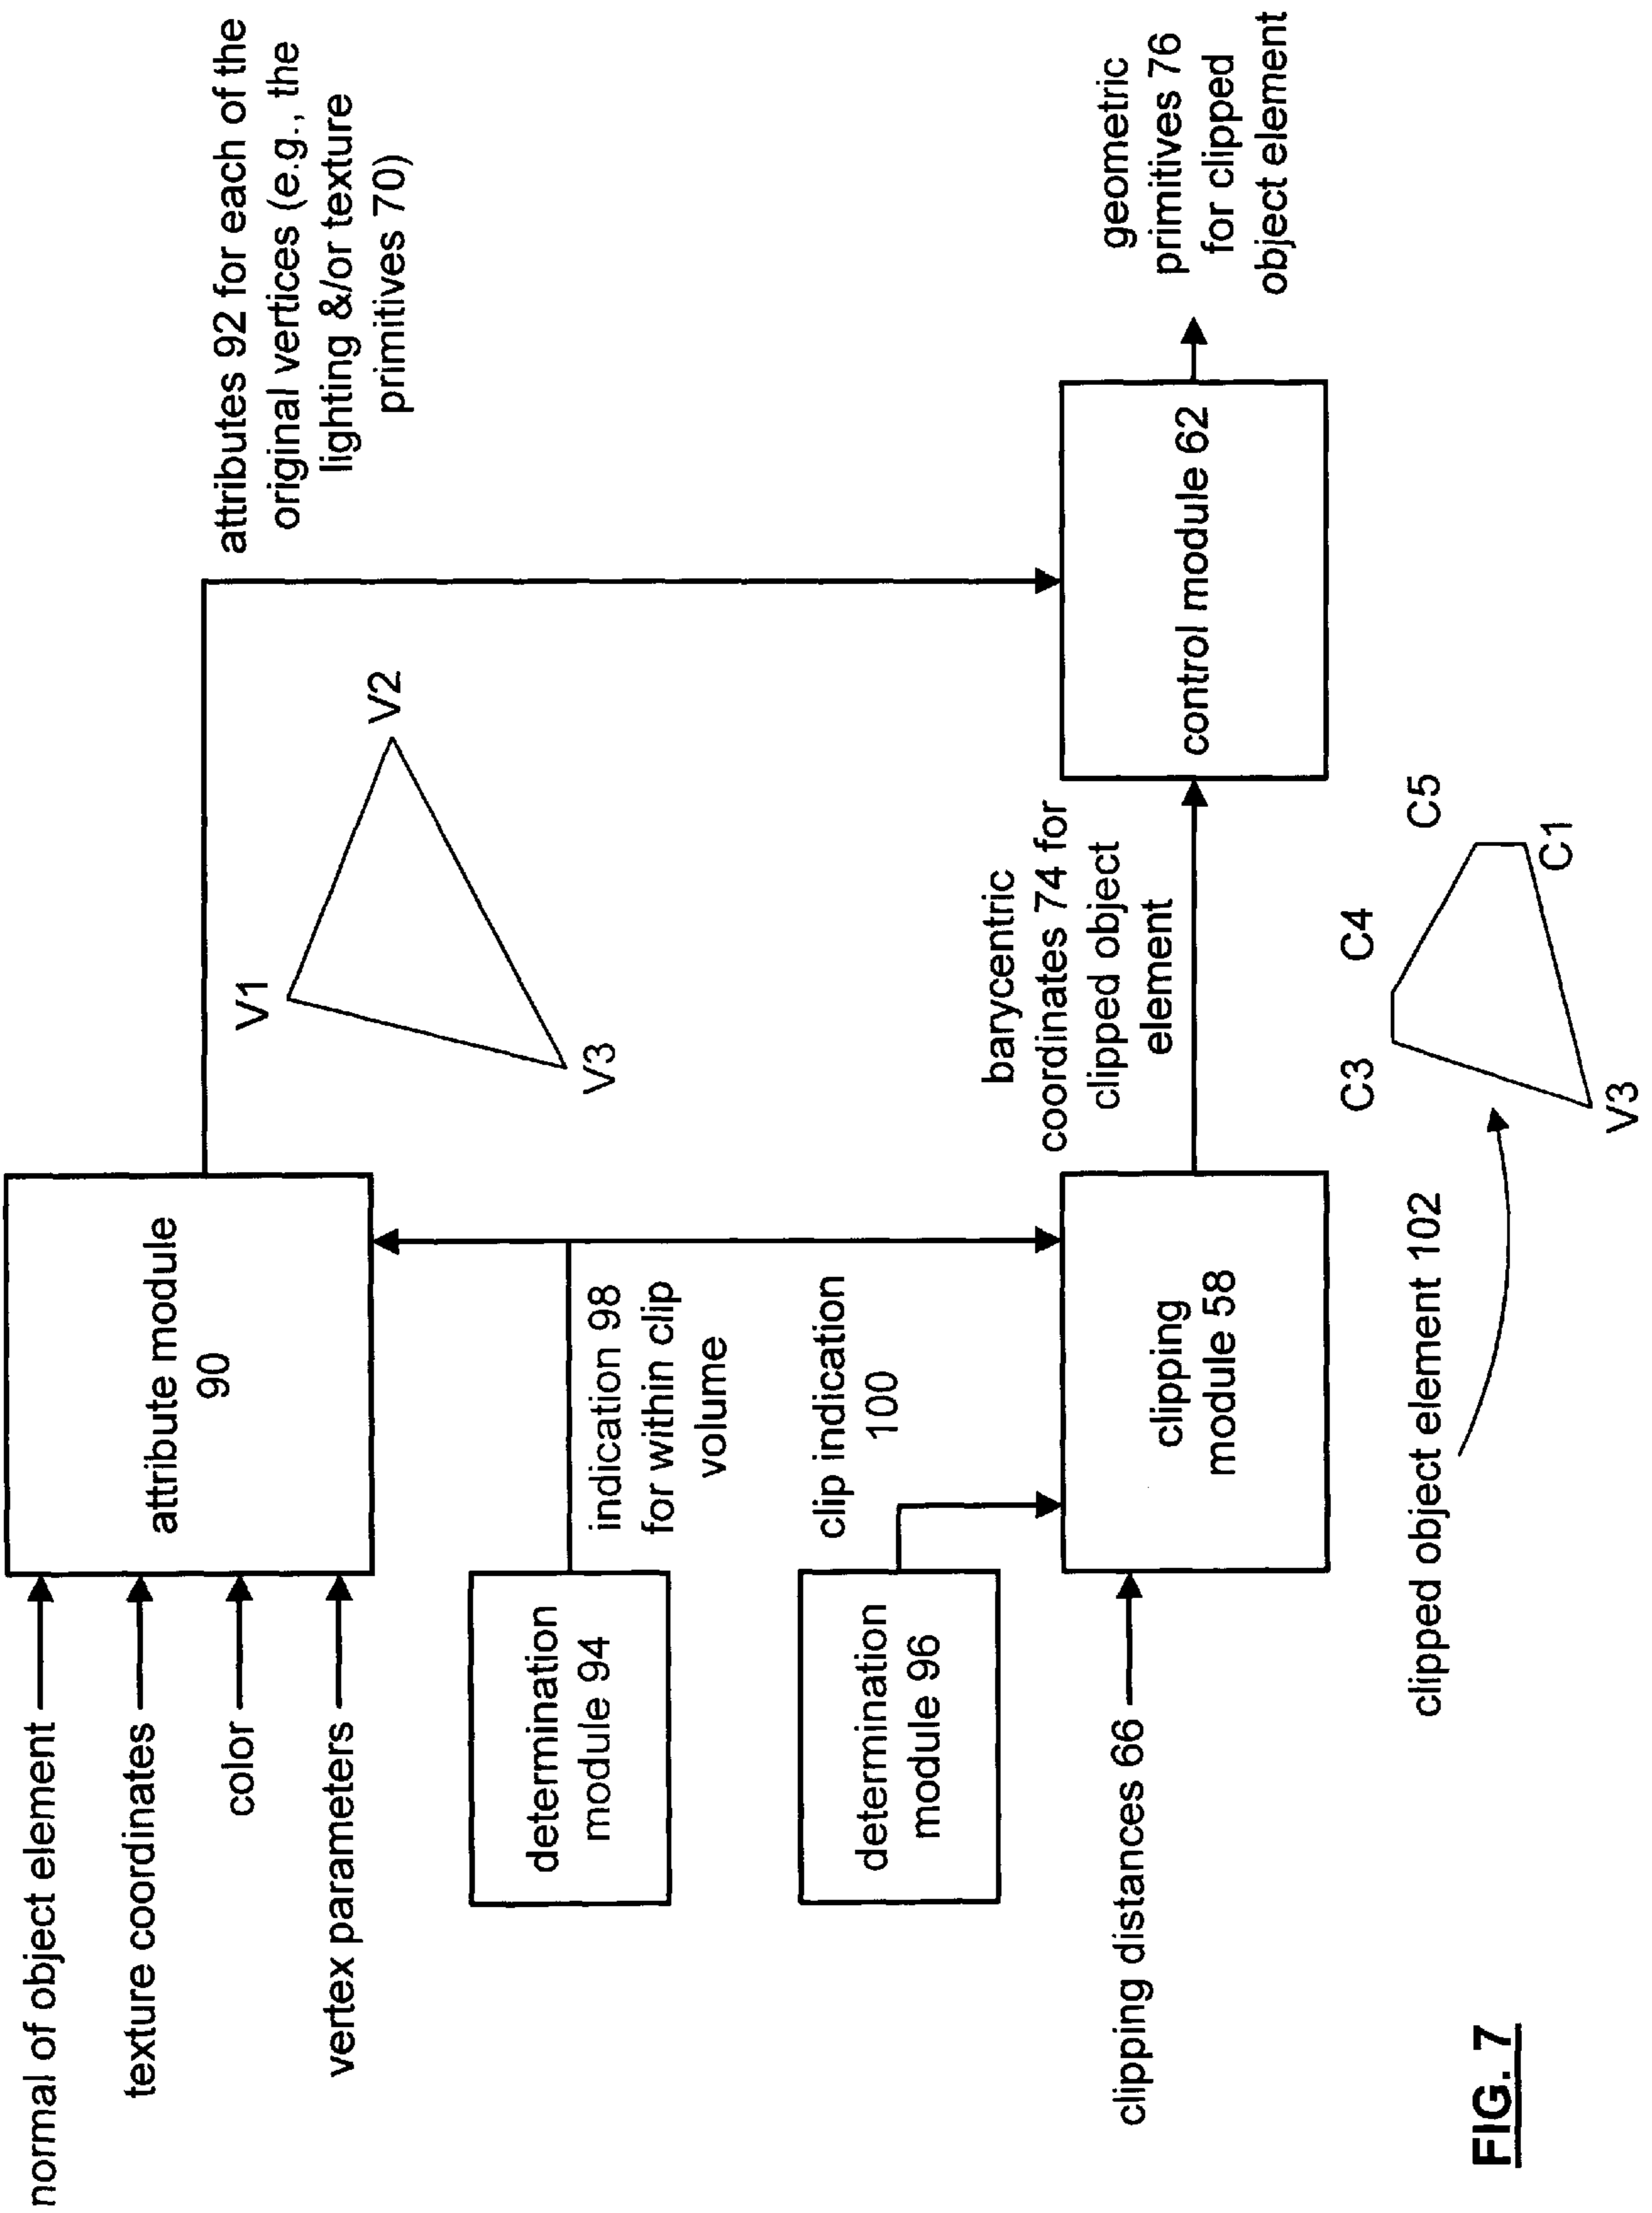 normal of object element
texture coordinates
color
vertex parameters
attribute module
90
attributes 92 for each of the
original vertices (e.g., the
lighting &/or texture
primitives 70)
V1
V2
V3
determination
module 94
indication 98
for within clip
volume
determination
module 96
clip indication
100
clipping distances 66
clipping
module 58
barycentric
coordinates 74 for
clipped object
element
control module 62
geometric
primitives 76
for clipped
object element
clipped object element 102
C3
C4
C5
C1
V3
FIG. 7